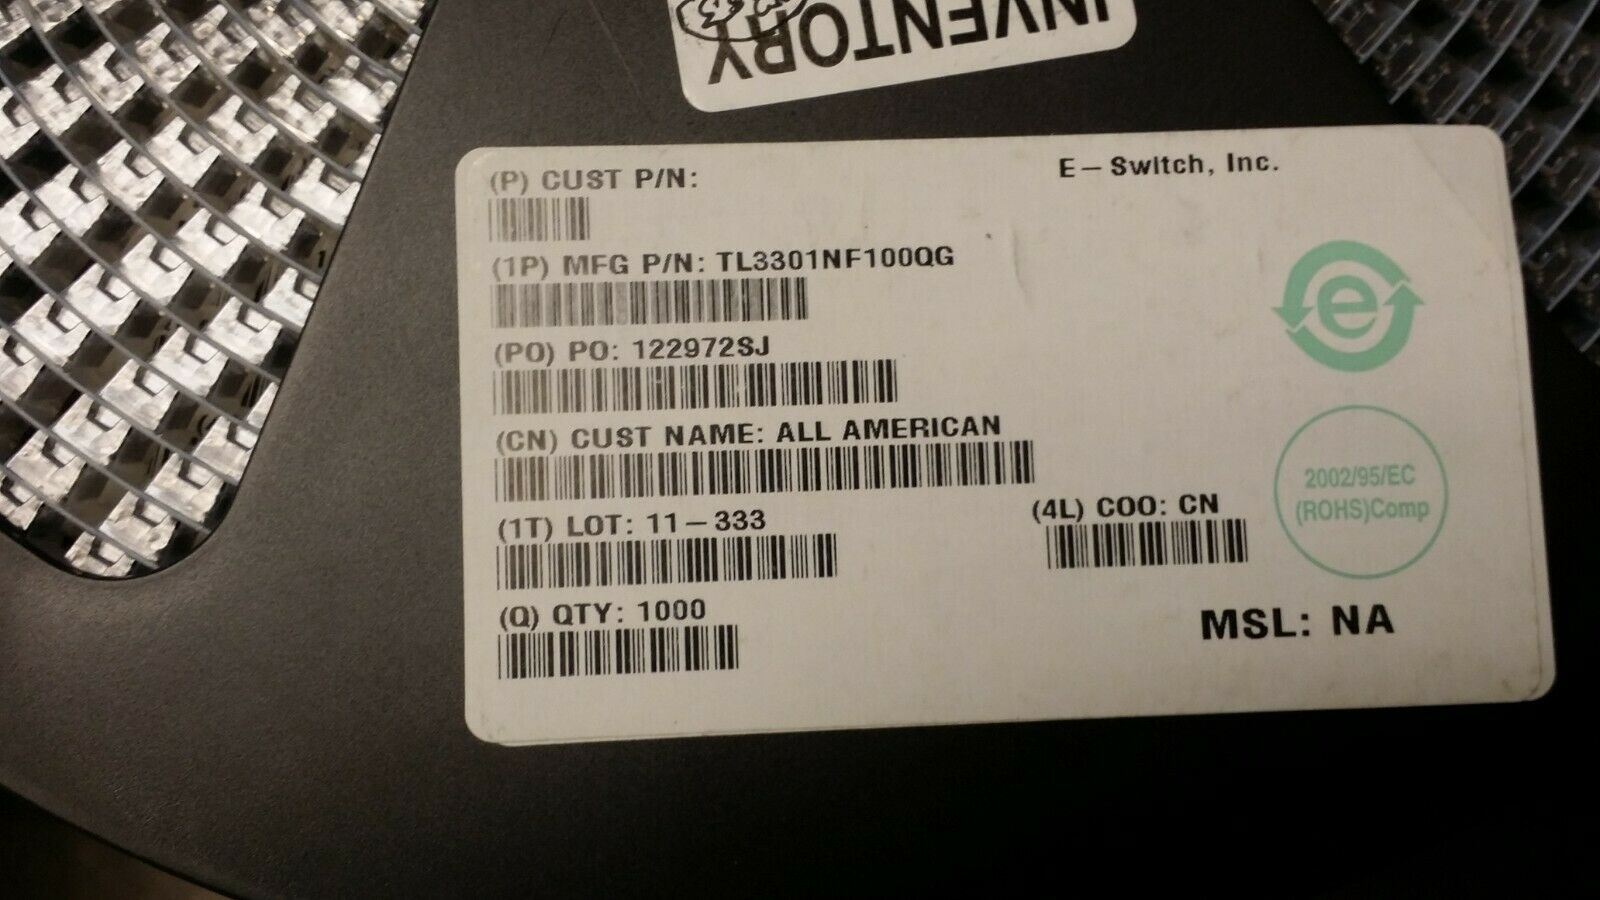 INVENTORY
(P) CUST P/N:
E-Switch, Inc.
(1P) MFG P/N: TL3301NF100QG
(PO) PO: 122972SJ
(CN) CUST NAME: ALL AMERICAN
(1T) LOT: 11-333
(4L) COO: CN
(Q) QTY: 1000
e
2002/95/EC
(ROHS)Comp
MSL: NA